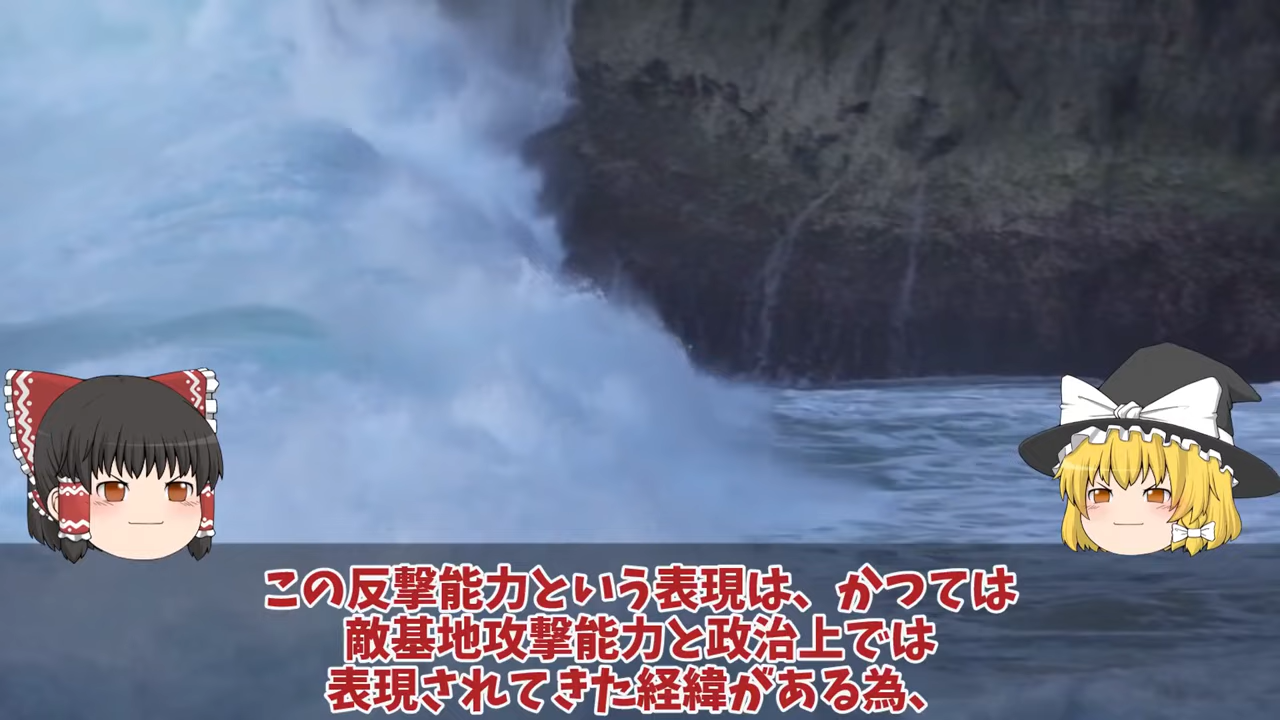 この反撃能力という表現は、かつては
敵基地攻撃能力と政治上では
表現されてきた経緯がある為、